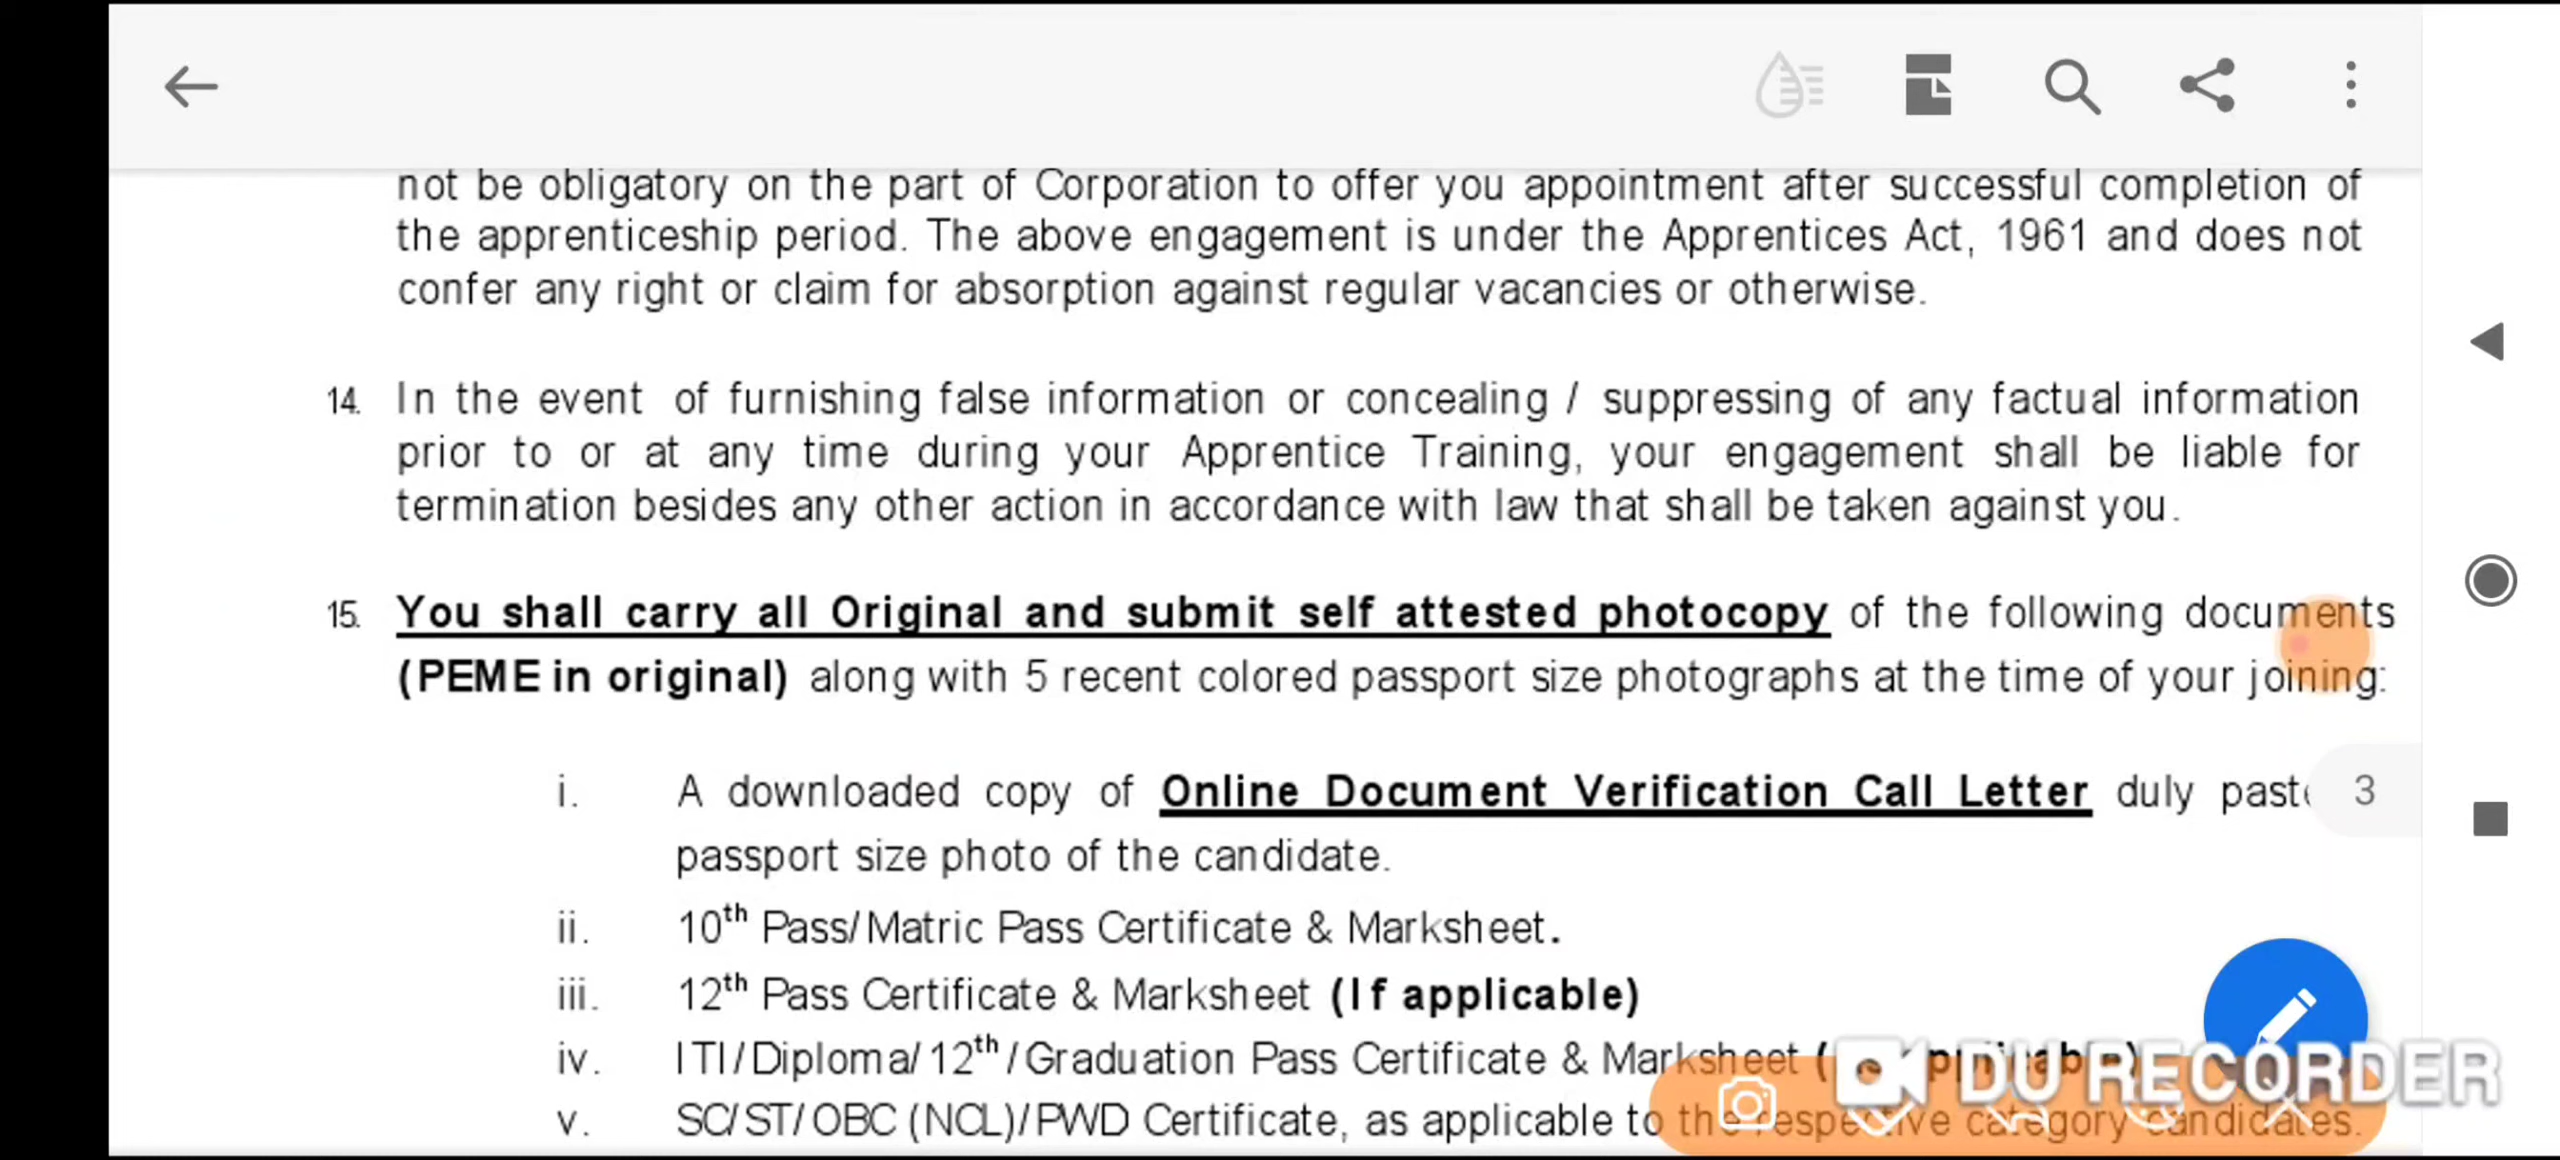 not be obligatory on the part of Corporation to offer you appointment after successful completion of
the apprenticeship period. The above engagement is under the Apprentices Act, 1961 and does not
confer any right or claim for absorption against regular vacancies or otherwise.
14. In the event of furnishing false information or concealing / suppressing of any factual information
prior to or at any time during your Apprentice Training, your engagement shall be liable for
termination besides any other action in accordance with law that shall be taken against you.
15. You shall carry all Original and submit self attested photocopy of the following documents
(PEME in original) along with 5 recent colored passport size photographs at the time of your joining:
i. A downloaded copy of Online Document Verification Call Letter duly
3
passport size photo of the candidate.
ii. 10th Pass/Matric Pass Certificate & Marksheet.
iii. 12th Pass Certificate & Marksheet (If applicable)
iv. ITI/Diploma/12th/Graduation Pass Certificate & Marksheet
DU RECORDER
v. SC/ST/OBC (NCL)/PWD Certificate, as applicable to the respective category candidates.